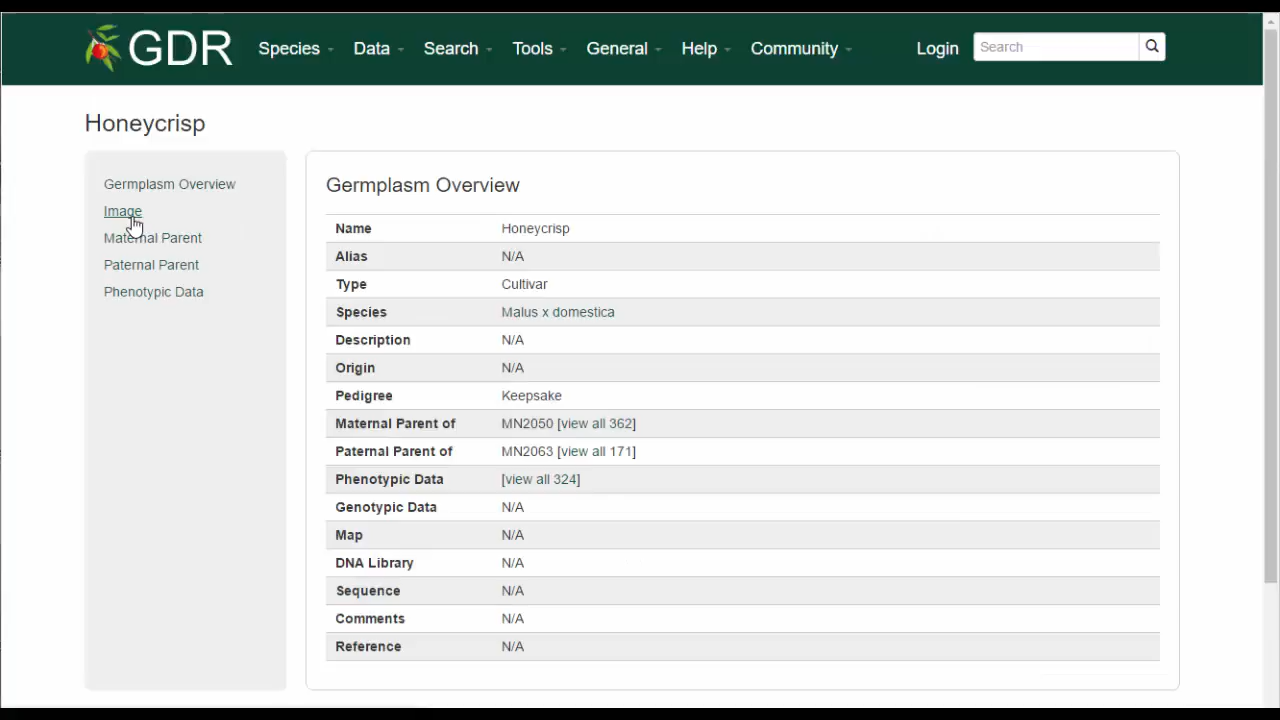 GDR Species Data Search Tools General Help Community Login Search
Honeycrisp
Germplasm Overview
Image
Maternal Parent
Paternal Parent
Phenotypic Data
Germplasm Overview
Name Honeycrisp
Alias N/A
Type Cultivar
Species Malus x domestica
Description N/A
Origin N/A
Pedigree Keepsake
Maternal Parent of MN2050 [view all 362]
Paternal Parent of MN2063 [view all 171]
Phenotypic Data [view all 324]
Genotypic Data N/A
Map N/A
DNA Library N/A
Sequence N/A
Comments N/A
Reference N/A